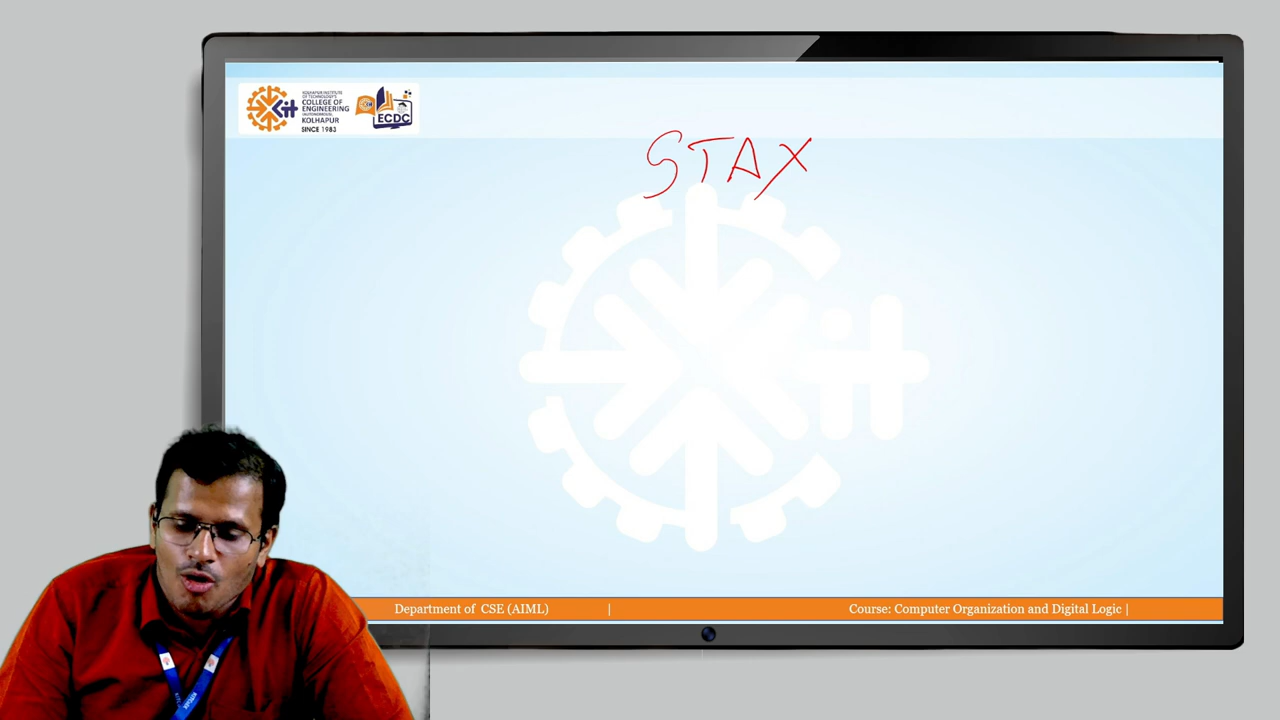 KOLHAPUR INSTITUTE
OF TECHNOLOGY'S
COLLEGE OF
ENGINEERING
(AUTONOMOUS),
KOLHAPUR
SINCE 1983
ECDC
STAX
Department of CSE (AIML) |
Course: Computer Organization and Digital Logic |